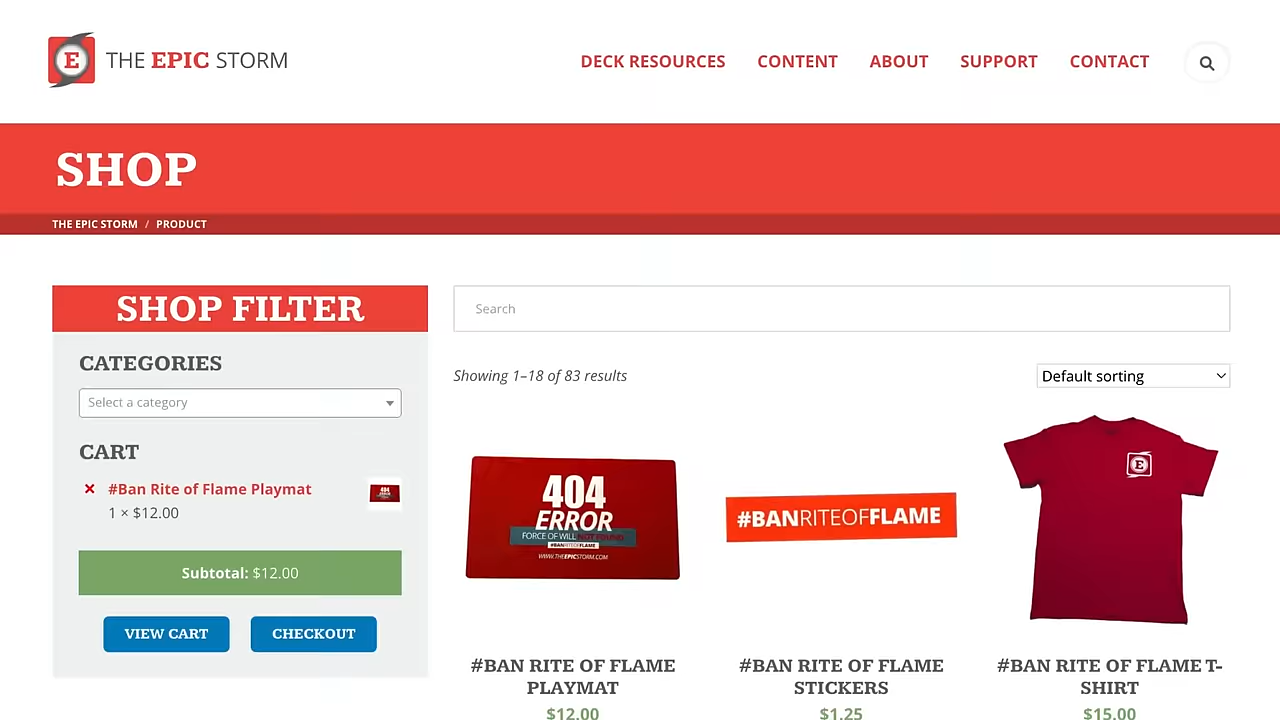 E THE EPIC STORM
DECK RESOURCES CONTENT ABOUT SUPPORT CONTACT
SHOP
THE EPIC STORM / PRODUCT
SHOP FILTER
CATEGORIES
Select a category
CART
× #Ban Rite of Flame Playmat
1 × $12.00
Subtotal: $12.00
VIEW CART CHECKOUT
Search
Showing 1–18 of 83 results
Default sorting
404
ERROR
FORCE OF WILL NOT FOUND
#BANRITEOFFLAME
WWW.THEEPICSTORM.COM
#BAN RITE OF FLAME
PLAYMAT
$12.00
#BANRITEOFFLAME
#BAN RITE OF FLAME
STICKERS
$1.25
E
#BAN RITE OF FLAME T-
SHIRT
$15.00